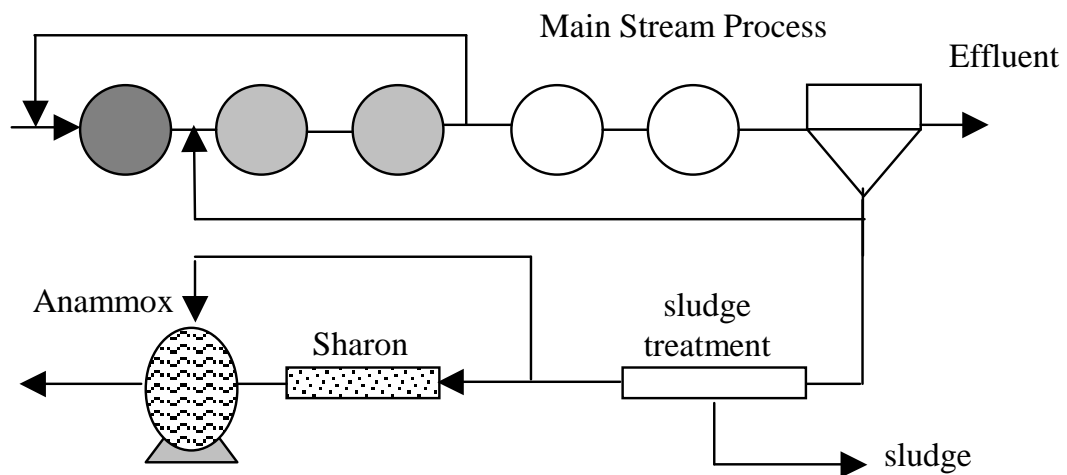 Main Stream Process
Effluent
Anammox
Sharon
sludge
treatment
sludge